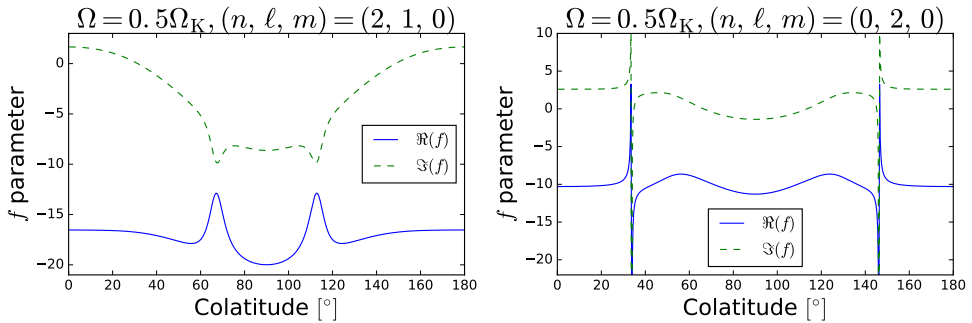 Ω = 0.5Ω_K, (n, ℓ, m) = (2, 1, 0)
f parameter
0
−5
−10
−15
−20
ℜ(f)
ℑ(f)
0 20 40 60 80 100 120 140 160 180
Colatitude [°]
Ω = 0.5Ω_K, (n, ℓ, m) = (0, 2, 0)
f parameter
10
5
0
−5
−10
−15
−20
ℜ(f)
ℑ(f)
0 20 40 60 80 100 120 140 160 180
Colatitude [°]